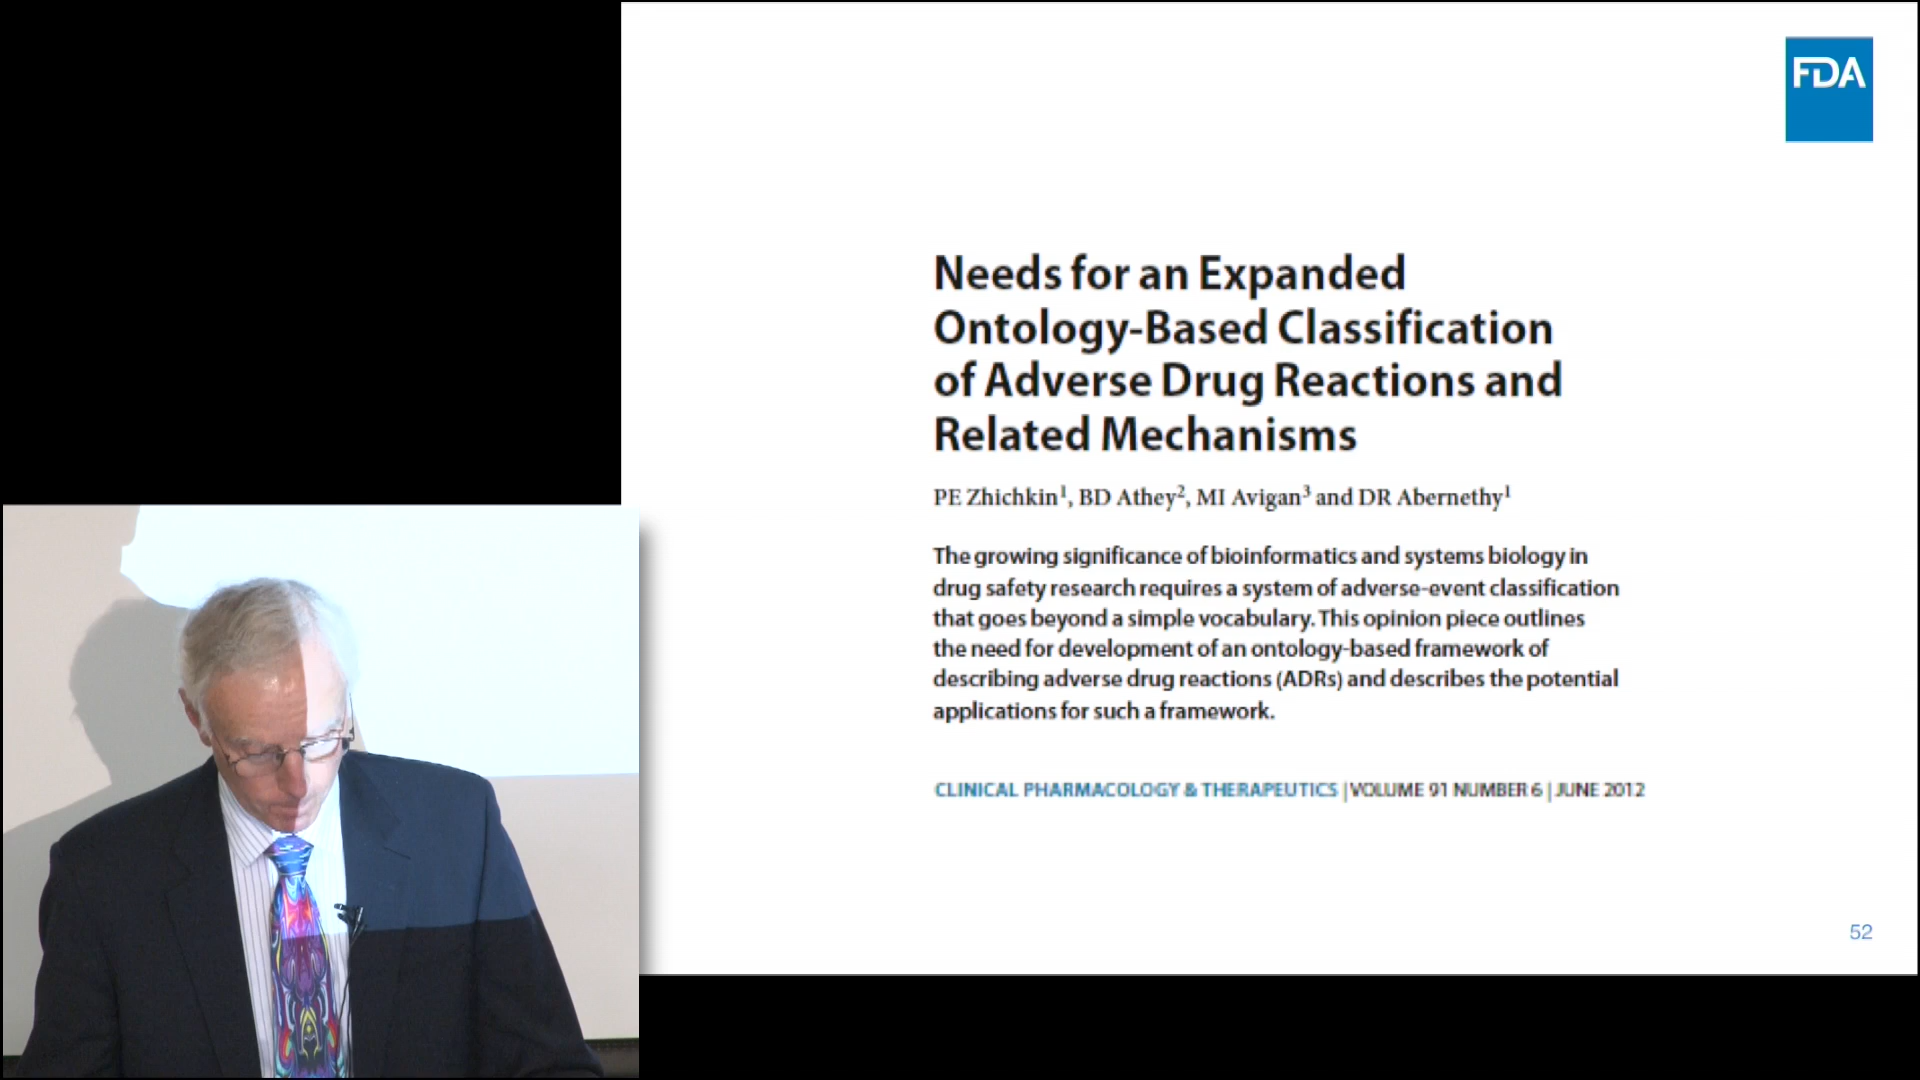 FDA
Needs for an Expanded
Ontology-Based Classification
of Adverse Drug Reactions and
Related Mechanisms
PE Zhichkin¹, BD Athey², MI Avigan³ and DR Abernethy¹
The growing significance of bioinformatics and systems biology in
drug safety research requires a system of adverse-event classification
that goes beyond a simple vocabulary. This opinion piece outlines
the need for development of an ontology-based framework of
describing adverse drug reactions (ADRs) and describes the potential
applications for such a framework.
CLINICAL PHARMACOLOGY & THERAPEUTICS | VOLUME 91 NUMBER 6 | JUNE 2012
52